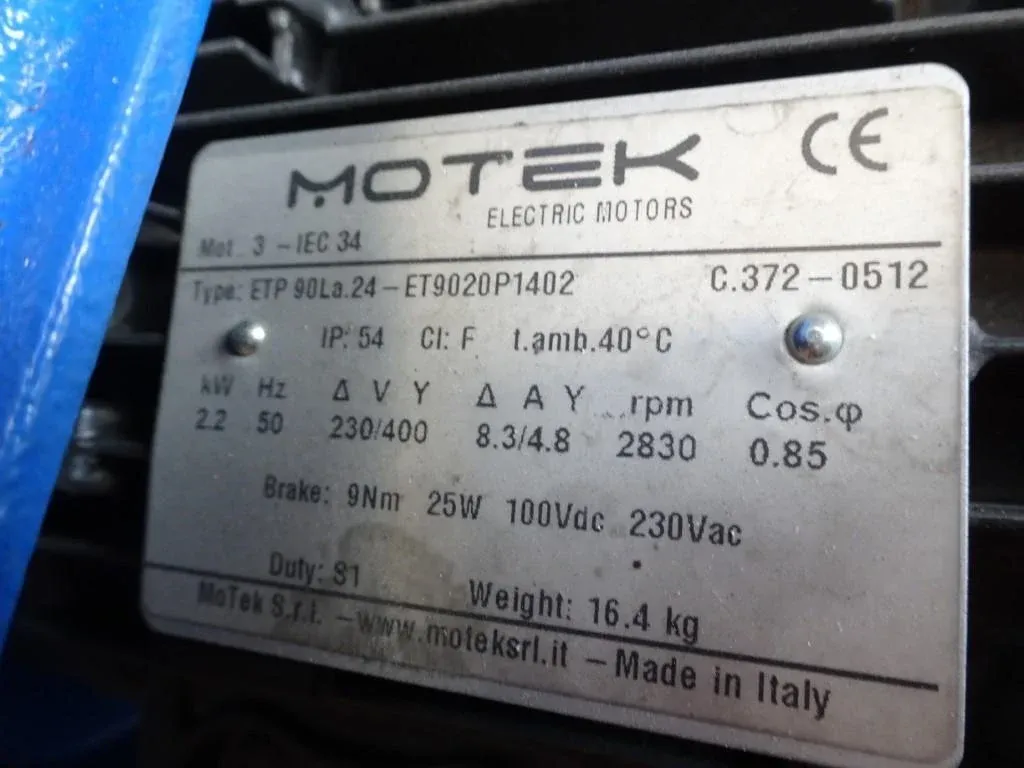 MOTEK CE
ELECTRIC MOTORS
Mot. 3 - IEC 34
Type: ETP 90La.24 - ET9020P1402 C.372-0512
IP: 54 Cl: F t.amb.40°C
kW Hz Δ V Y Δ A Y rpm Cos.φ
2.2 50 230/400 8.3/4.8 2830 0.85
Brake: 9Nm 25W 100Vdc 230Vac
Duty: S1 Weight: 16.4 kg
MoTek S.r.l. - www.moteksrl.it - Made in Italy